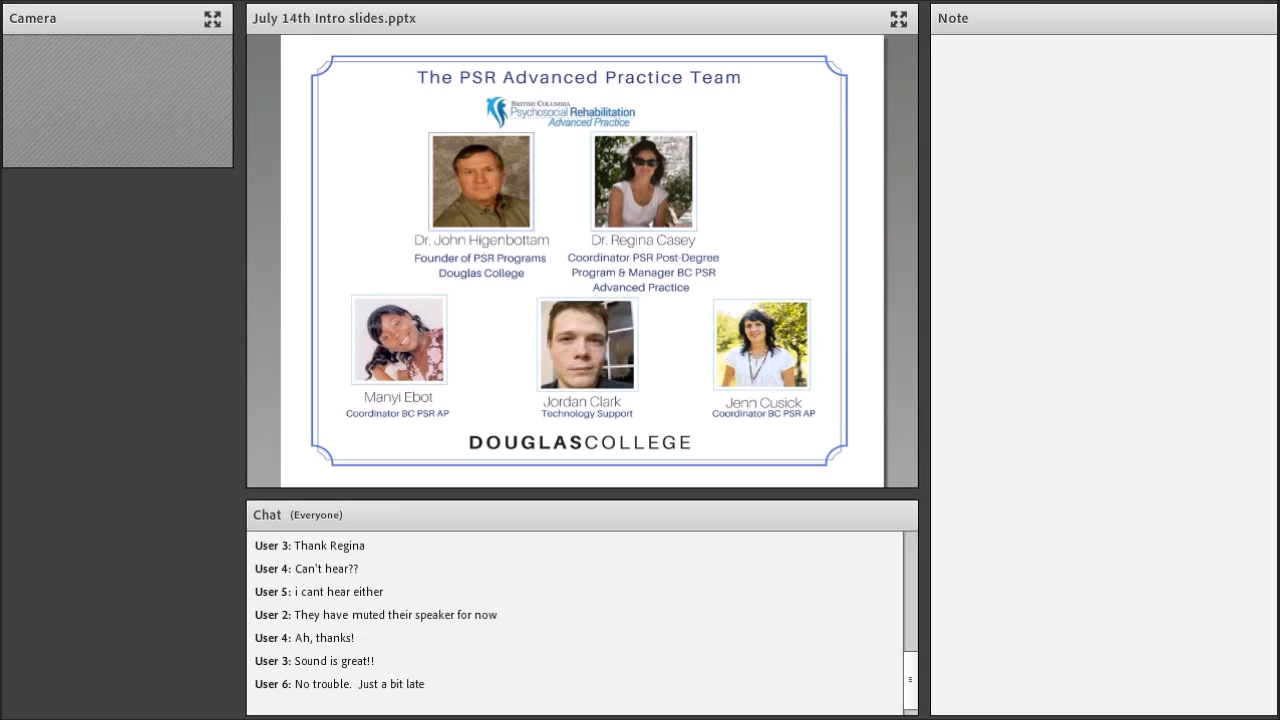 Camera
July 14th Intro slides.pptx
Note
The PSR Advanced Practice Team
BRITISH COLUMBIA
Psychosocial Rehabilitation
Advanced Practice
Dr. John Higenbottam
Founder of PSR Programs
Douglas College
Dr. Regina Casey
Coordinator PSR Post-Degree
Program & Manager BC PSR
Advanced Practice
Manyi Ebot
Coordinator BC PSR AP
Jordan Clark
Technology Support
Jenn Cusick
Coordinator BC PSR AP
DOUGLASCOLLEGE
Chat (Everyone)
User 3: Thank Regina
User 4: Can't hear??
User 5: i cant hear either
User 2: They have muted their speaker for now
User 4: Ah, thanks!
User 3: Sound is great!!
User 6: No trouble.  Just a bit late